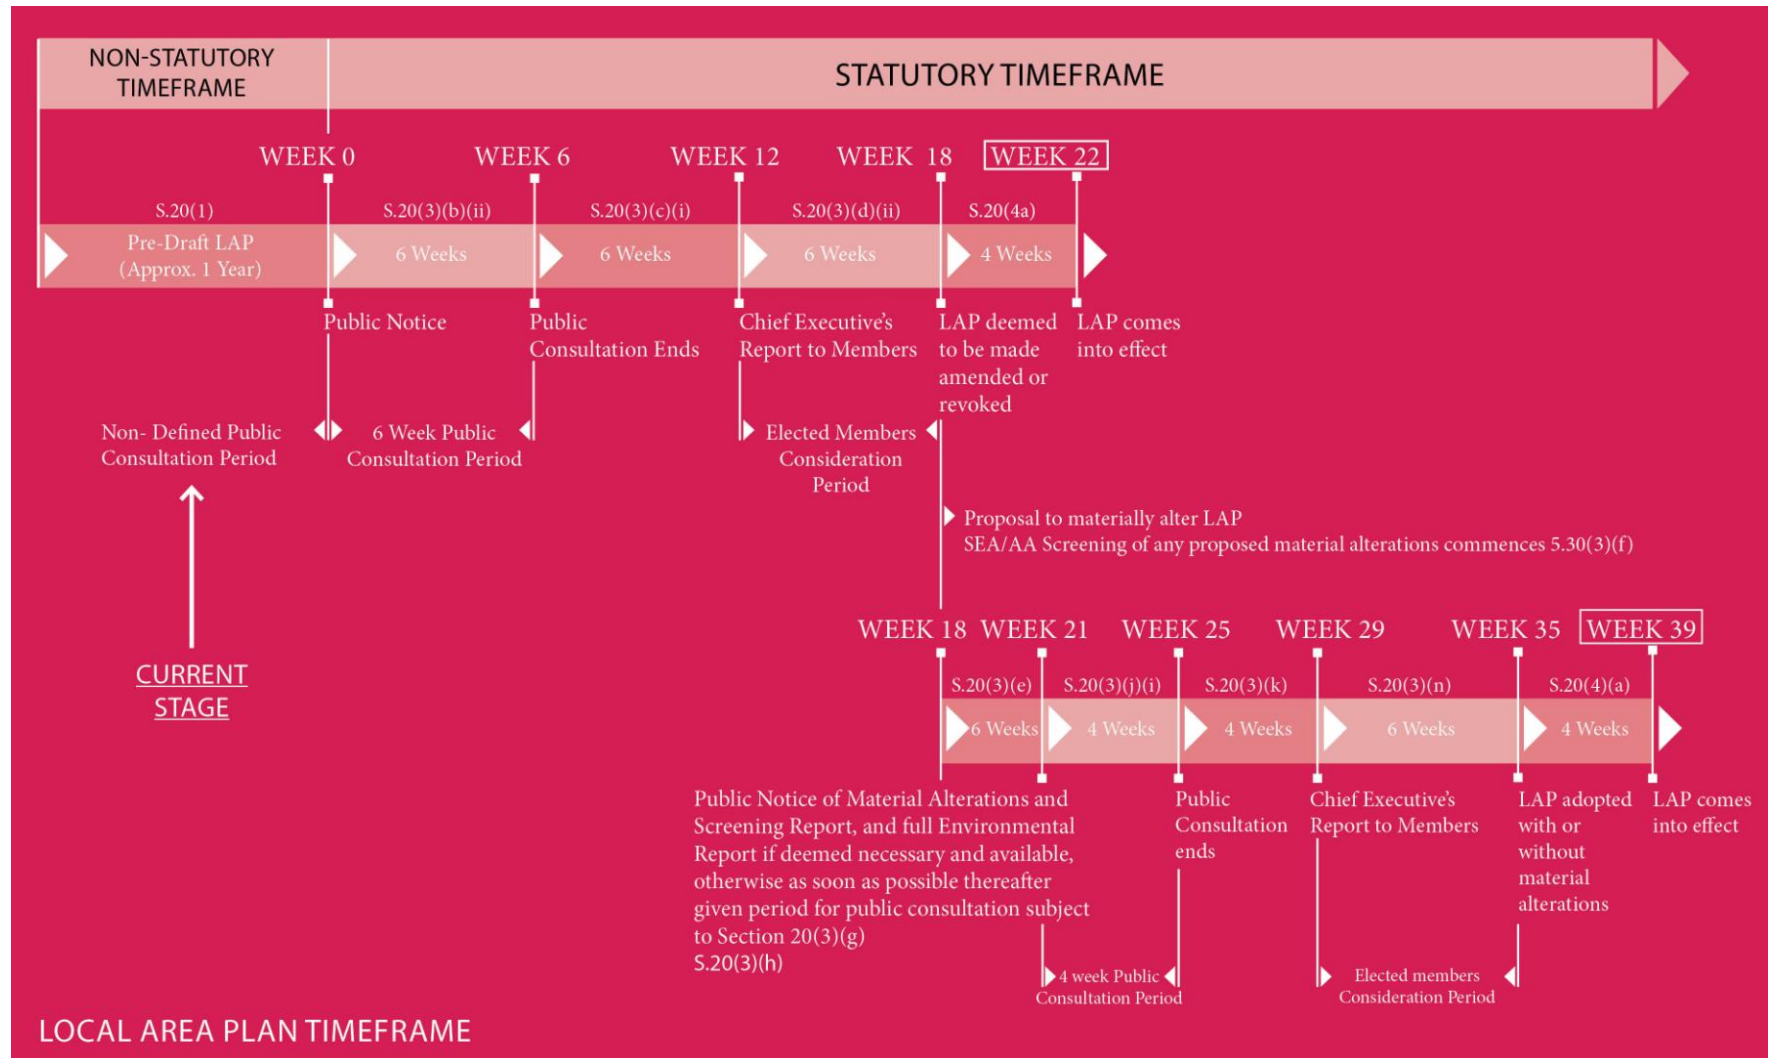 NON-STATUTORY
TIMEFRAME
STATUTORY TIMEFRAME
WEEK 0
WEEK 6
WEEK 12
WEEK 18
WEEK 22
S.20(1)
S.20(3)(b)(ii)
S.20(3)(c)(i)
S.20(3)(d)(ii)
S.20(4a)
Pre-Draft LAP
(Approx. 1 Year)
6 Weeks
6 Weeks
6 Weeks
4 Weeks
Public Notice
Public
Consultation Ends
Chief Executive's
Report to Members
LAP deemed
to be made
amended or
revoked
LAP comes
into effect
Non- Defined Public
Consultation Period
6 Week Public
Consultation Period
Elected Members
Consideration
Period
CURRENT
STAGE
Proposal to materially alter LAP
SEA/AA Screening of any proposed material alterations commences 5.30(3)(f)
WEEK 18
WEEK 21
WEEK 25
WEEK 29
WEEK 35
WEEK 39
S.20(3)(e)
S.20(3)(j)(i)
S.20(3)(k)
S.20(3)(n)
S.20(4)(a)
6 Weeks
4 Weeks
4 Weeks
6 Weeks
4 Weeks
Public Notice of Material Alterations and
Screening Report, and full Environmental
Report if deemed necessary and available,
otherwise as soon as possible thereafter
given period for public consultation subject
to Section 20(3)(g)
S.20(3)(h)
Public
Consultation
ends
Chief Executive's
Report to Members
LAP adopted
with or
without
material
alterations
LAP comes
into effect
4 week Public
Consultation Period
Elected members
Consideration Period
LOCAL AREA PLAN TIMEFRAME